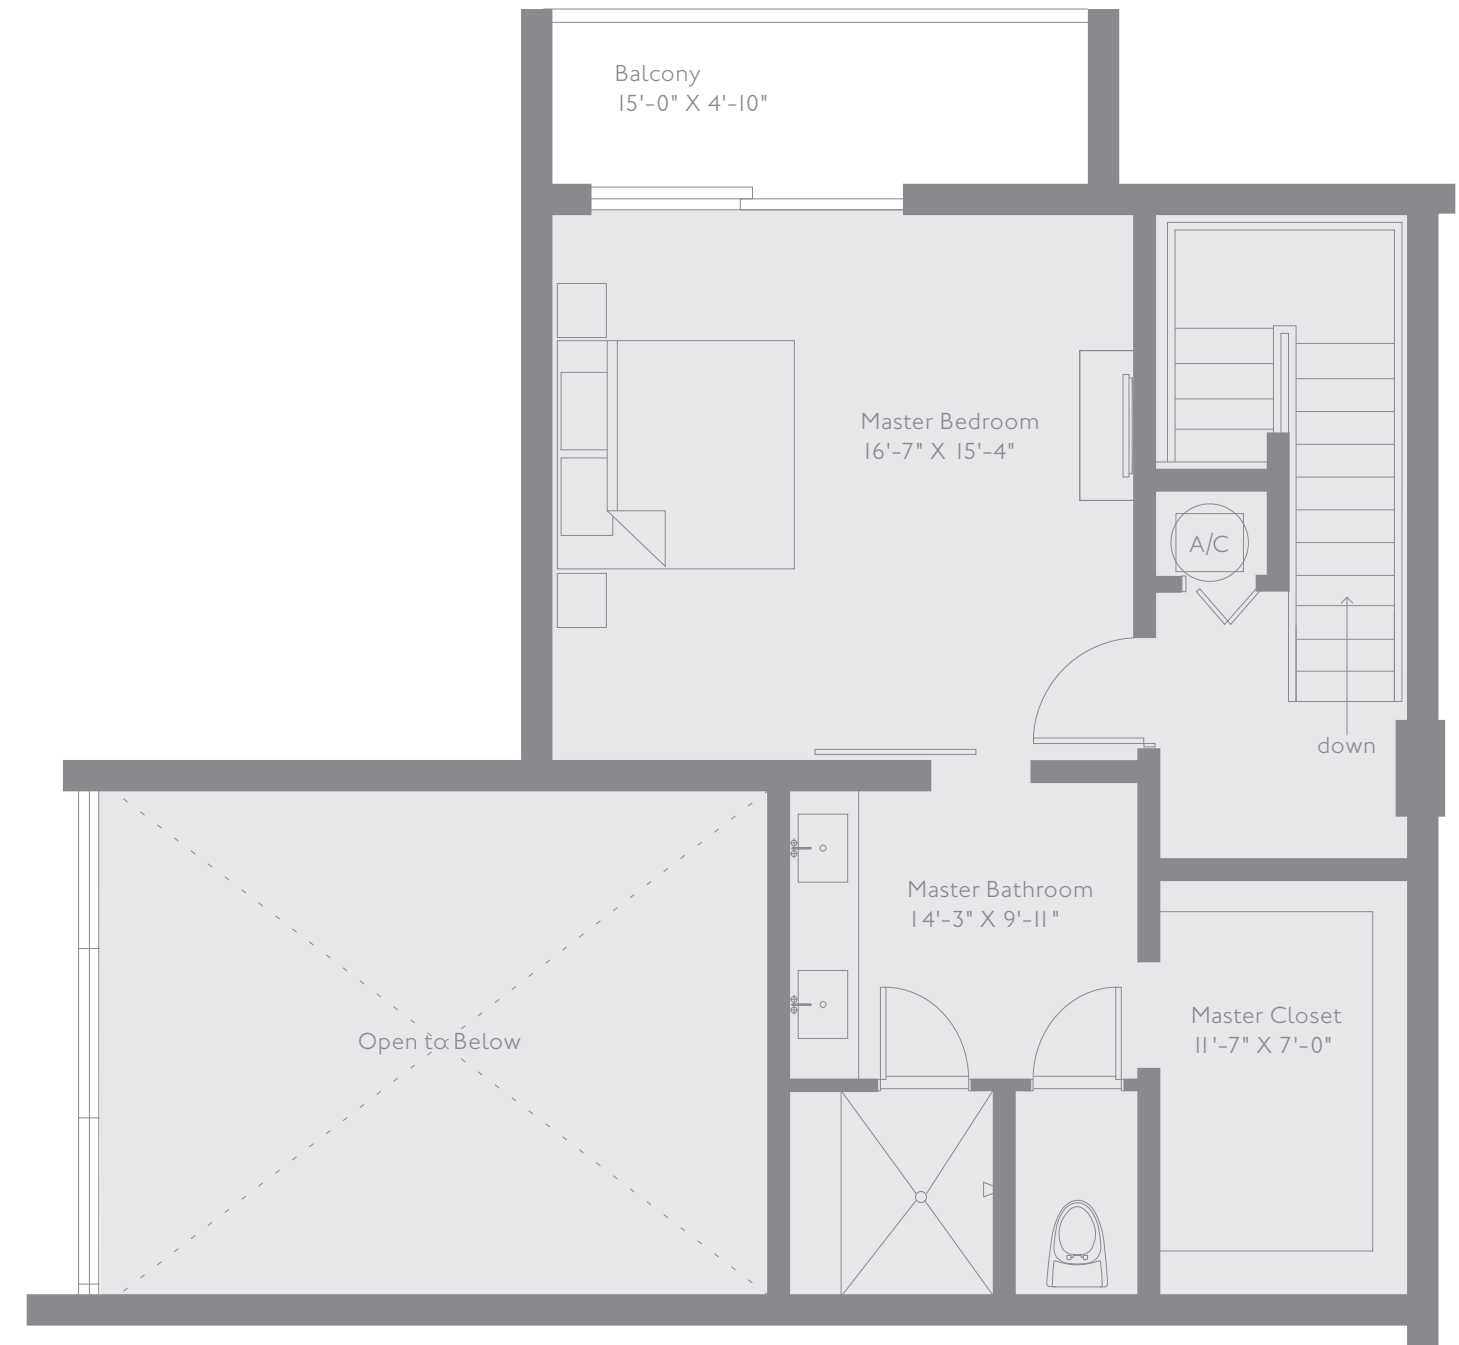 Balcony
15'-0" X 4'-10"
Master Bedroom
16'-7" X 15'-4"
A/C
down
Master Bathroom
14'-3" X 9'-11"
Master Closet
11'-7" X 7'-0"
Open to Below